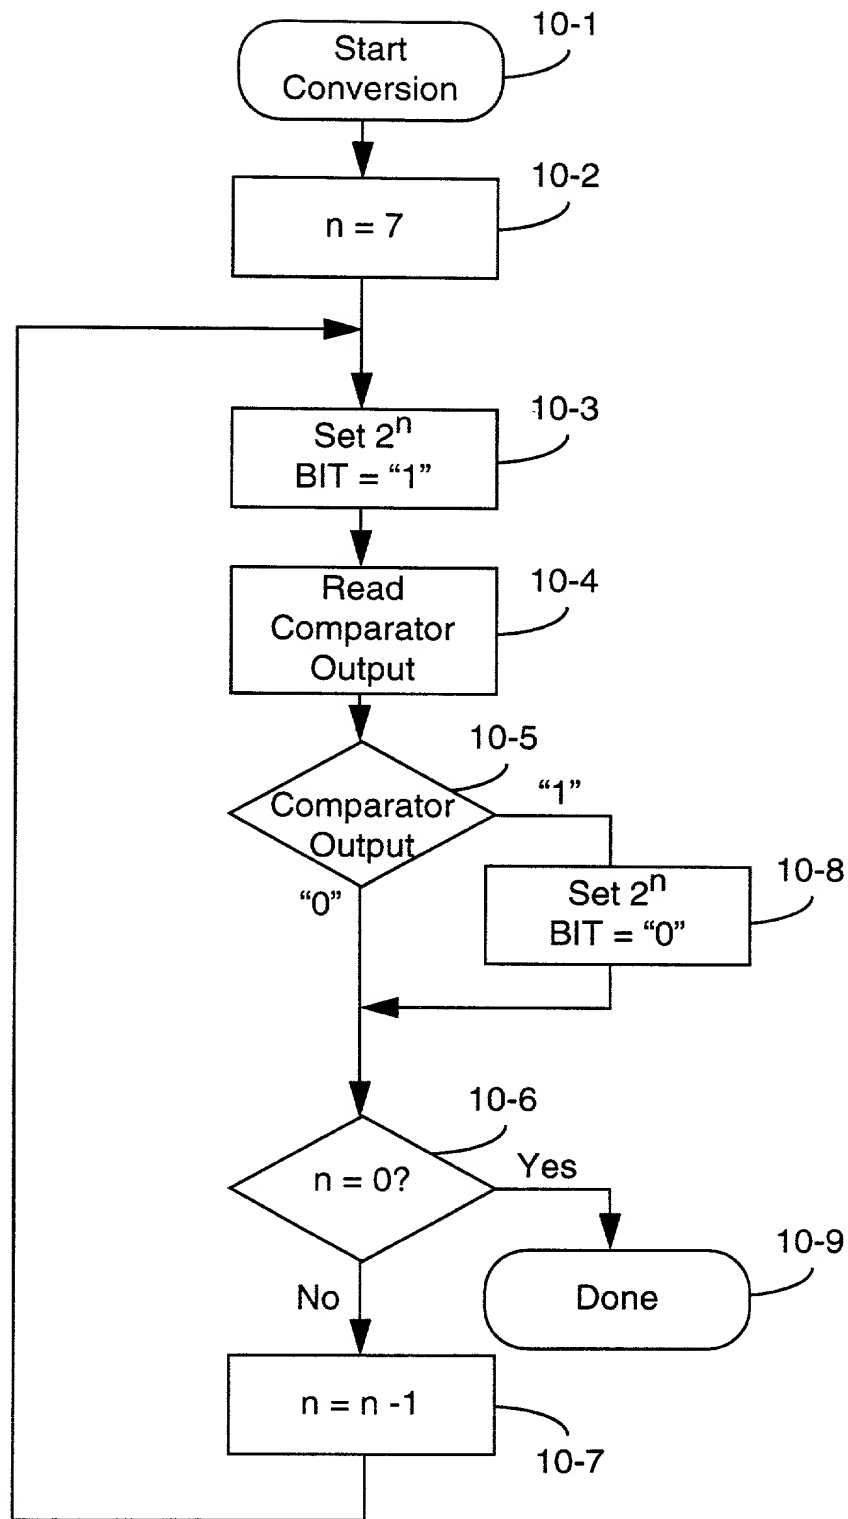 10-1
Start
Conversion
10-2
n = 7
10-3
Set 2^n
BIT = “1”
10-4
Read
Comparator
Output
10-5
Comparator
Output
“1”
“0”
10-8
Set 2^n
BIT = “0”
10-6
n = 0?
Yes
10-9
Done
No
n = n -1
10-7